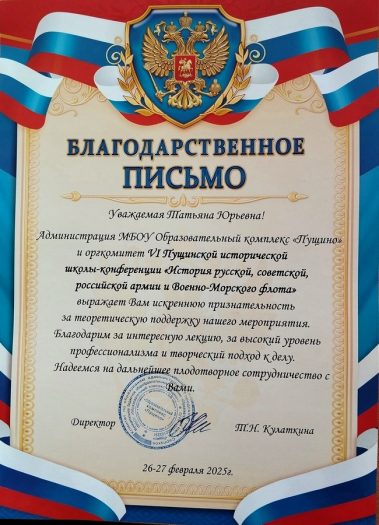 БЛАГОДАРСТВЕННОЕ
ПИСЬМО
Уважаемая Татьяна Юрьевна!
Администрация МБОУ Образовательный комплекс «Пущино»
и оргкомитет VI Пущинской исторической
школы-конференции «История русской, советской,
российской армии и Военно-Морского флота»
выражает Вам искреннюю признательность
за теоретическую поддержку нашего мероприятия.
Благодарим за интересную лекцию, за высокий уровень
профессионализма и творческий подход к делу.
Надеемся на дальнейшее плодотворное сотрудничество с
Вами.
Директор Т.Н. Кулаткина
26-27 февраля 2025г.